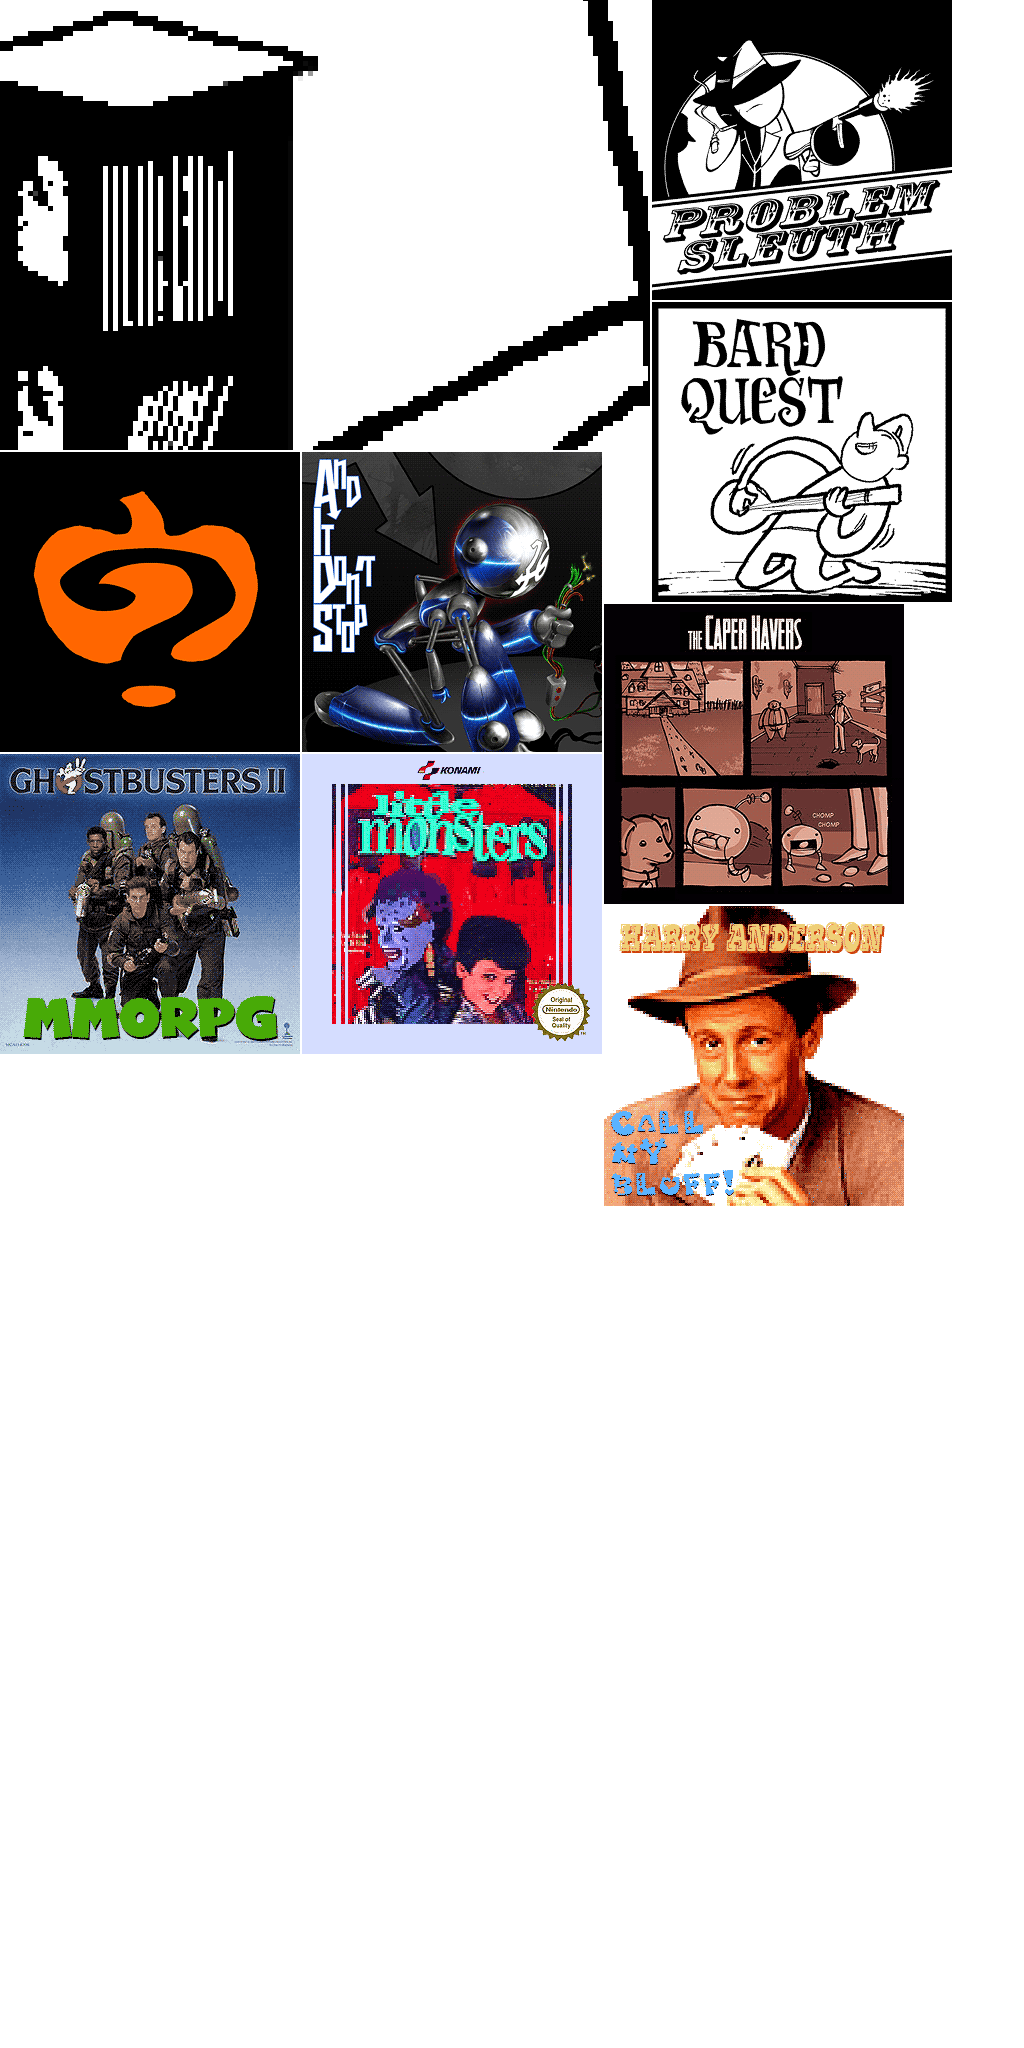 PROBLEM
SLEUTH
BARD
QUEST
AND
IT
DON'T
STOP
THE CAPER HAVERS
CHOMP
CHOMP
GHOSTBUSTERS II
MMORPG
KONAMI
little
monsters
Original
Nintendo
Seal of
Quality
HARRY ANDERSON
CALL
MY
BLUFF!